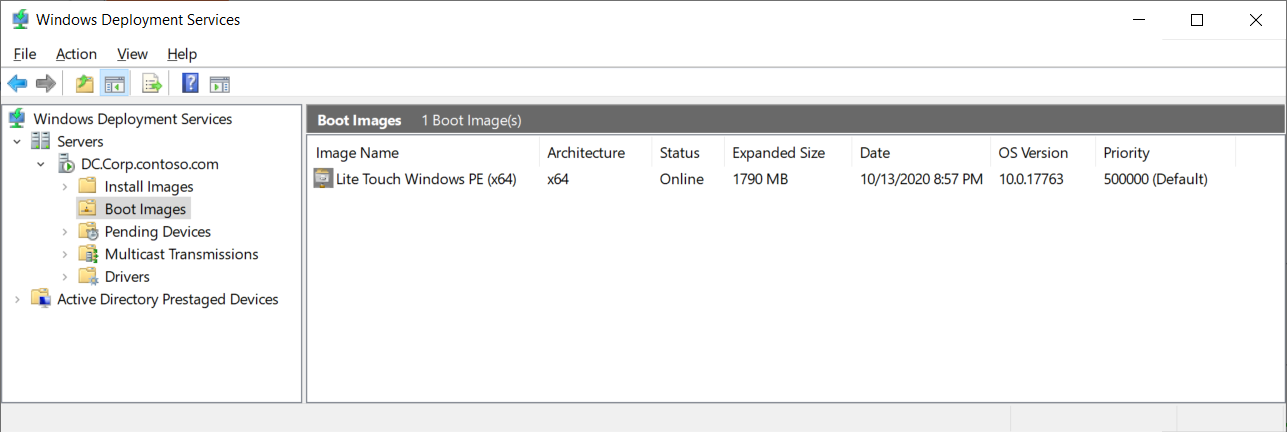 Windows Deployment Services
File Action View Help
Windows Deployment Services
Servers
DC.Corp.contoso.com
Install Images
Boot Images
Pending Devices
Multicast Transmissions
Drivers
Active Directory Prestaged Devices
Boot Images 1 Boot Image(s)
Image Name Architecture Status Expanded Size Date OS Version Priority
Lite Touch Windows PE (x64) x64 Online 1790 MB 10/13/2020 8:57 PM 10.0.17763 500000 (Default)